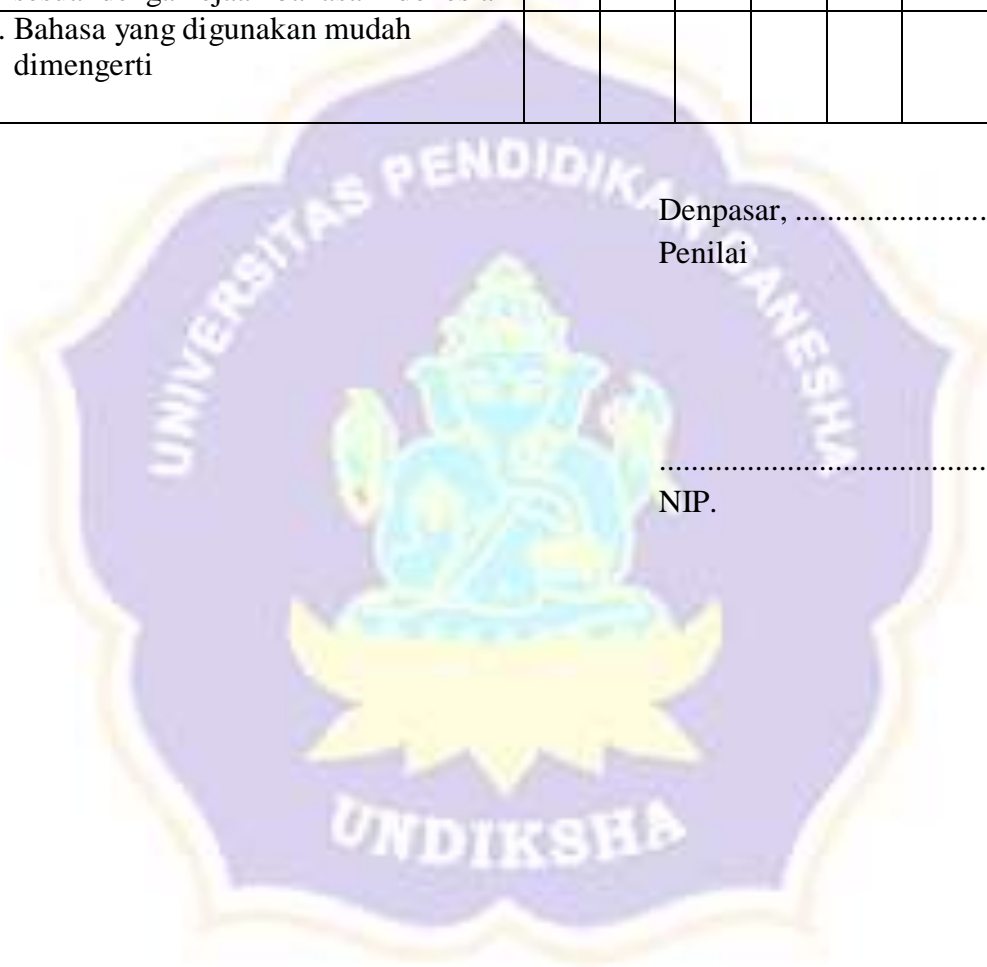 . Bahasa yang digunakan mudah
dimengerti
UNIVERSITAS PENDIDIKAN GANESHA
Denpasar, ........................
Penilai
...................................
NIP.
UNDIKSHA